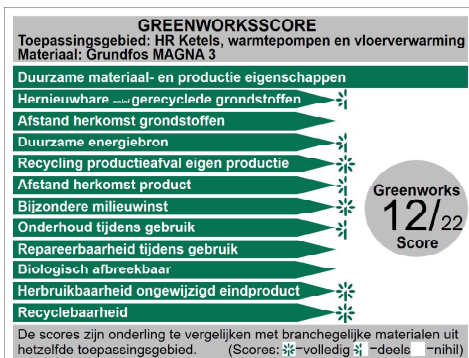 GREENWORKSSCORE
Toepassingsgebied: HR Ketels, warmtepompen en vloerverwarming
Materiaal: Grundfos MAGNA 3
Duurzame materiaal- en productie eigenschappen
Hernieuwbare en/of gerecyclede grondstoffen
Afstand herkomst grondstoffen
Duurzame energiebron
Recycling productieafval eigen productie
Afstand herkomst product
Bijzondere milieuwinst
Onderhoud tijdens gebruik
Repareerbaarheid tijdens gebruik
Biologisch afbreekbaar
Herbruikbaarheid ongewijzigd eindproduct
Recyclebaarheid
Greenworks
12/22
Score
De scores zijn onderling te vergelijken met branchegelijke materialen uit
hetzelfde toepassingsgebied. (Scores: -volledig -deels -nihil)